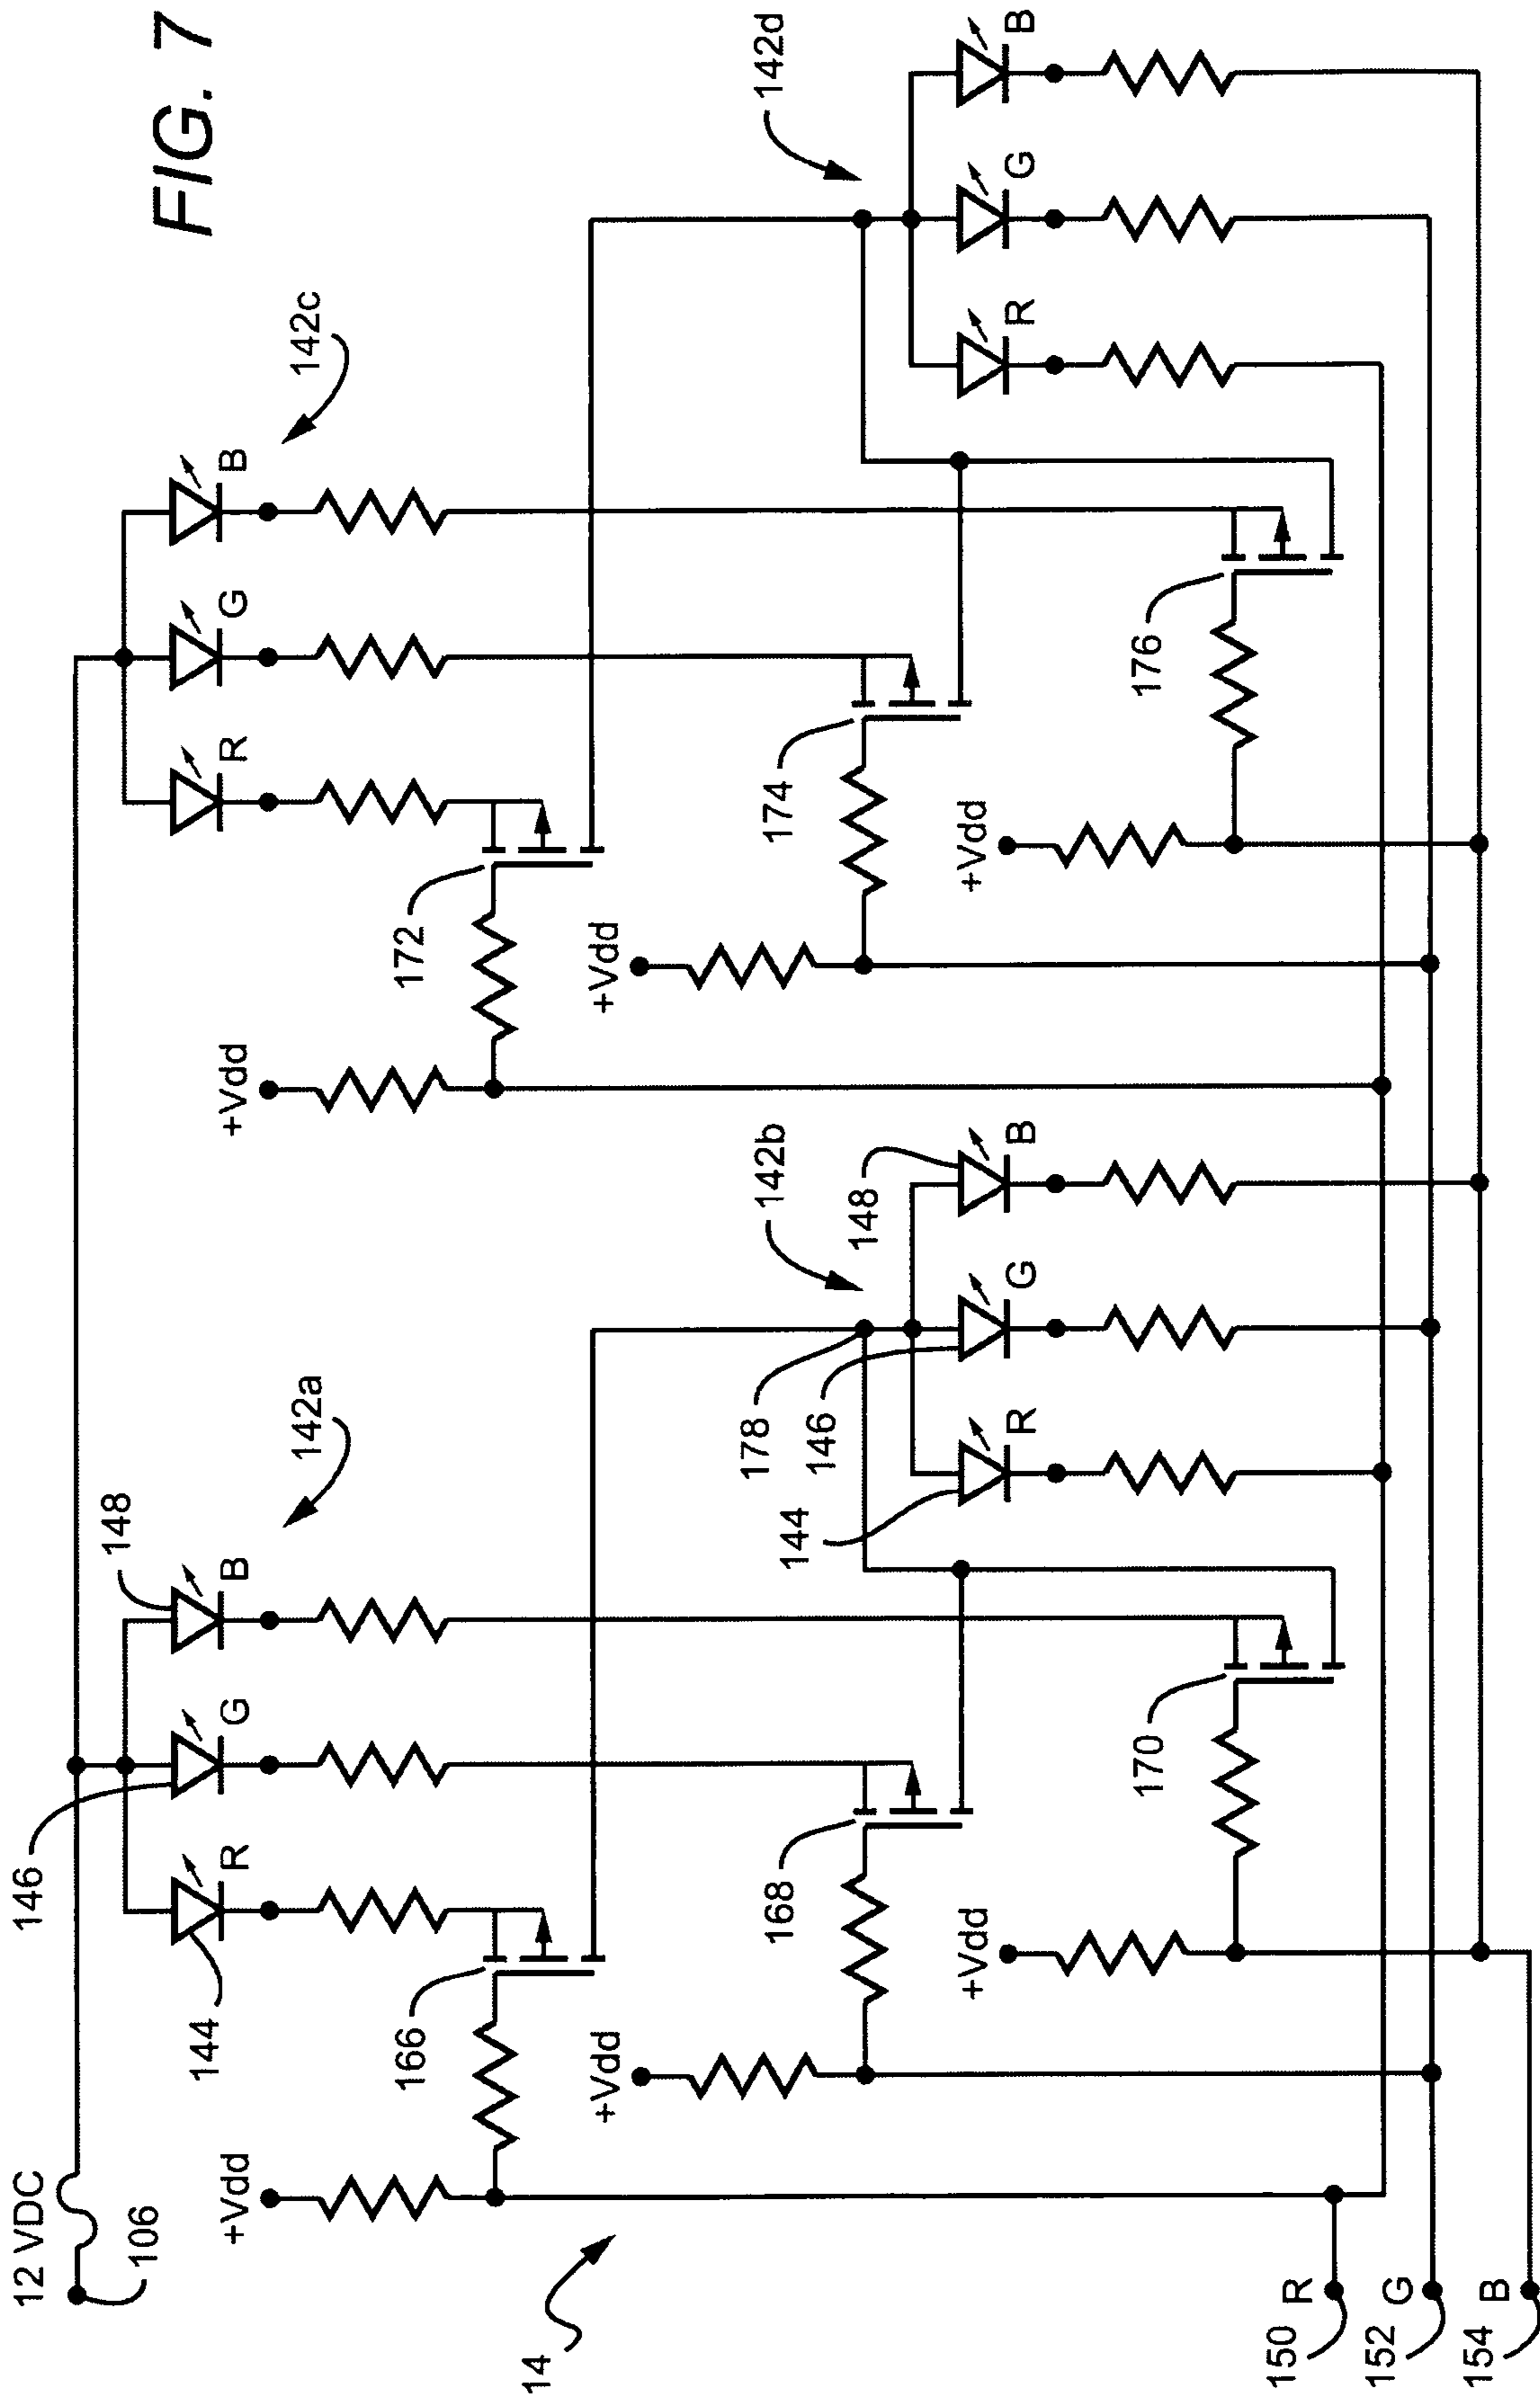 FIG. 7
12 VDC
106
146
148
142a
142c
144
R
G
B
R
G
B
+Vdd
166
+Vdd
172
14
+Vdd
168
178
146
142b
148
+Vdd
174
142d
144
R
G
B
R
G
B
+Vdd
170
+Vdd
176
150
R
152
G
154
B